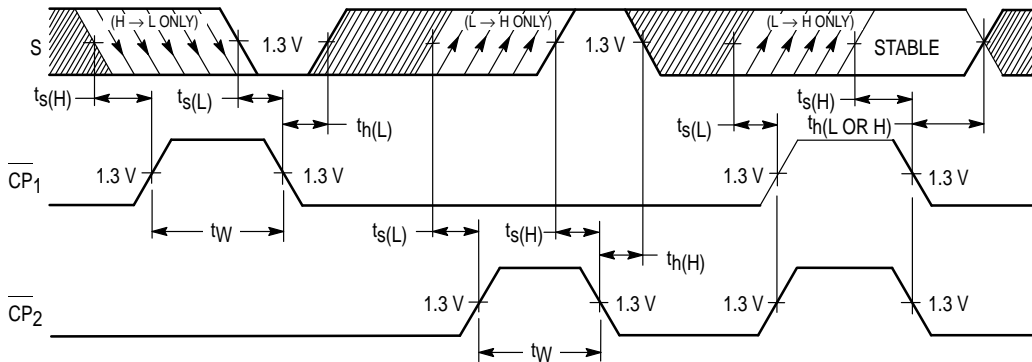 (H → L ONLY)
(L → H ONLY)
(L → H ONLY)
S
1.3 V
1.3 V
STABLE
ts(H)
ts(L)
th(L)
ts(L)
ts(H)
th(L OR H)
CP1
1.3 V
1.3 V
1.3 V
1.3 V
tW
ts(L)
ts(H)
th(H)
CP2
1.3 V
1.3 V
1.3 V
1.3 V
tW